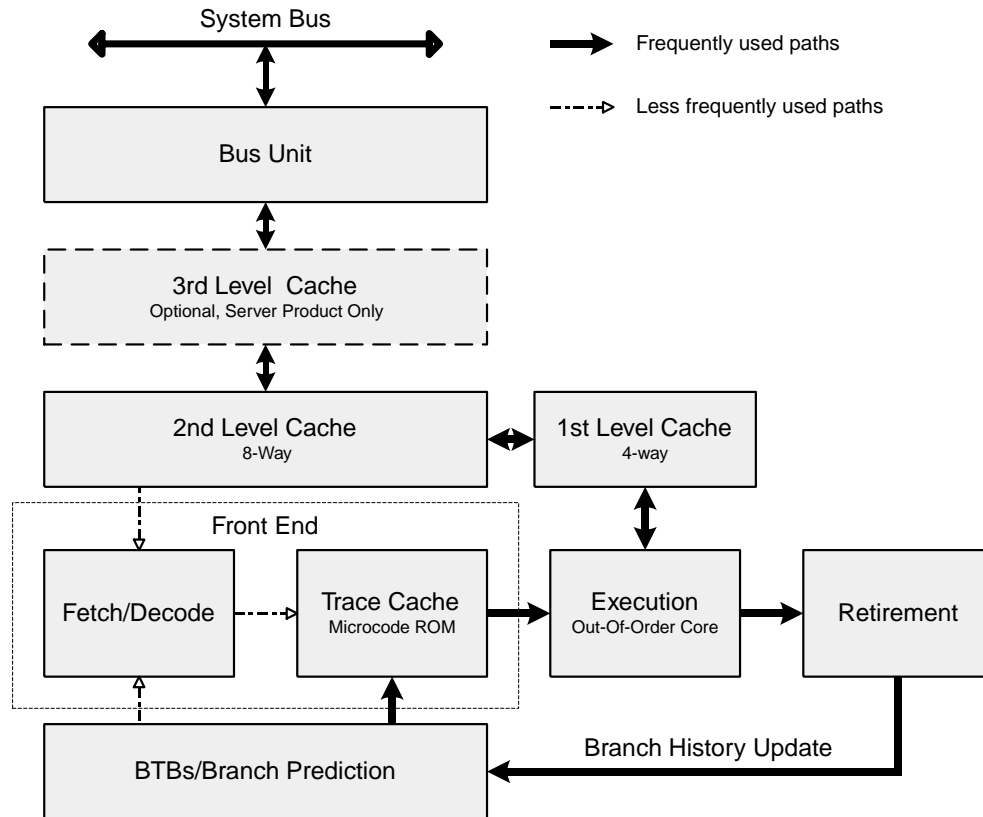 System Bus
Frequently used paths
Less frequently used paths
Bus Unit
3rd Level Cache
Optional, Server Product Only
2nd Level Cache
8-Way
1st Level Cache
4-way
Front End
Fetch/Decode
Trace Cache
Microcode ROM
Execution
Out-Of-Order Core
Retirement
Branch History Update
BTBs/Branch Prediction